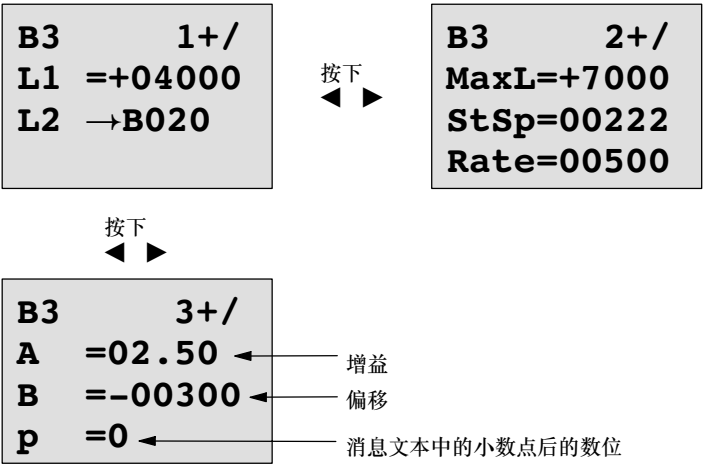 B3 1+/
L1 =+04000
L2 →B020
按下
◀ ▶
B3 2+/
MaxL=+7000
StSp=00222
Rate=00500
按下
◀ ▶
B3 3+/
A =02.50
B =-00300
p =0
增益
偏移
消息文本中的小数点后的数位